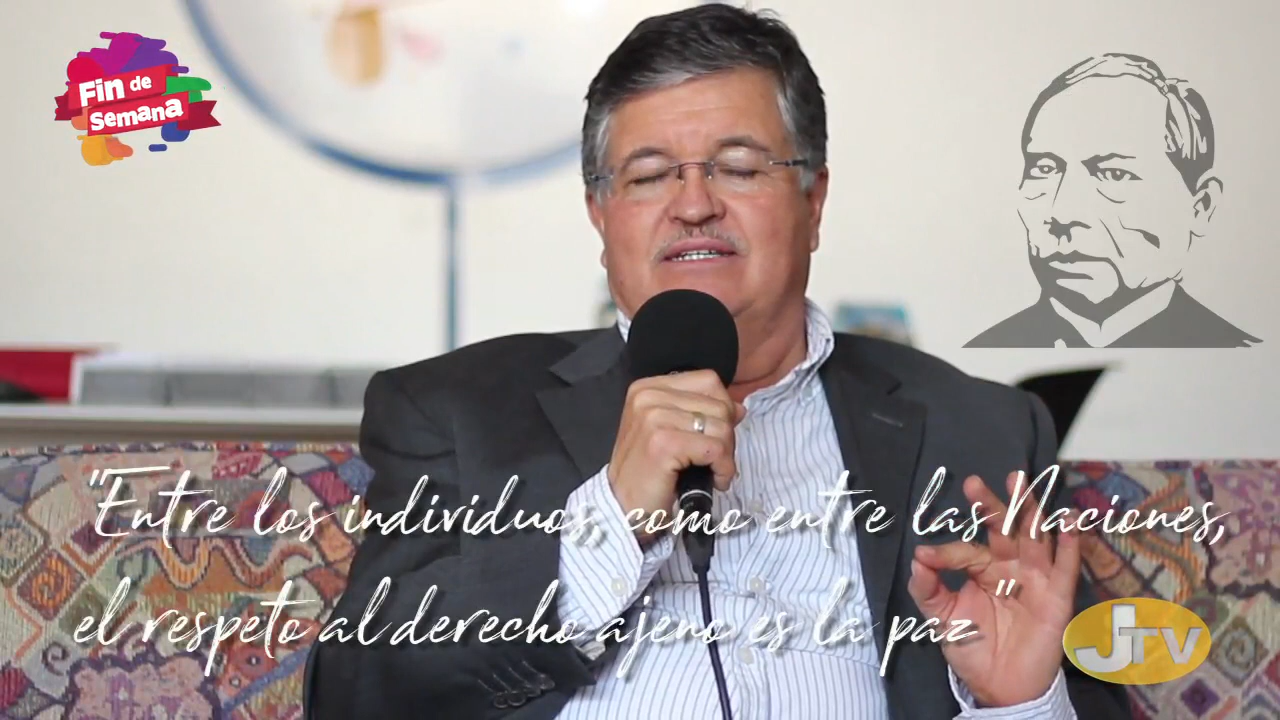 Fin de
Semana
"Entre los individuos, como entre las Naciones,
el respeto al derecho ajeno es la paz"
JTV